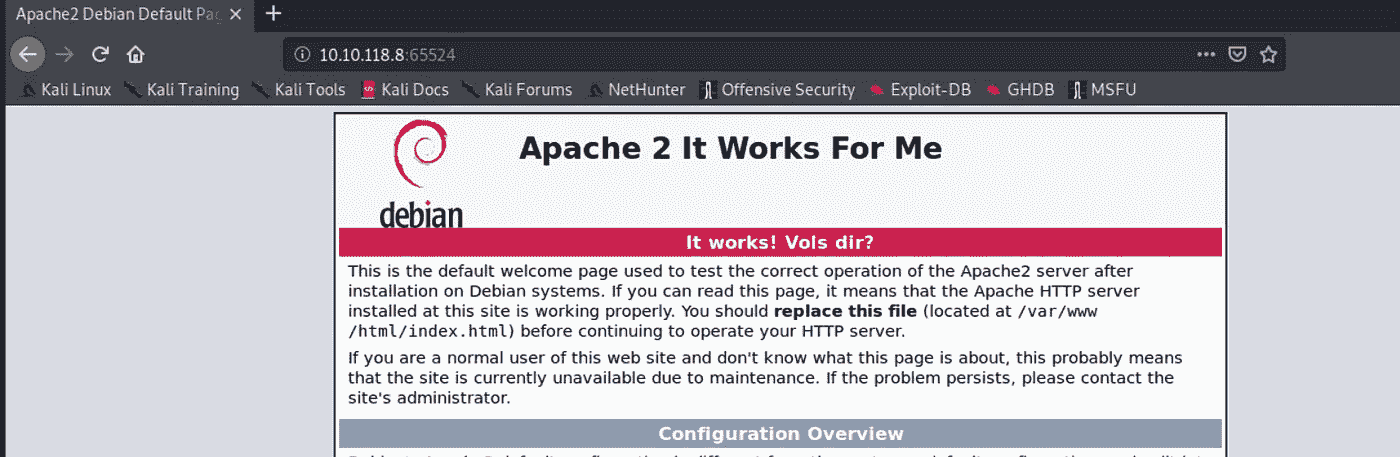 Apache2 Debian Default Pa
10.10.118.8:65524
Kali Linux Kali Training Kali Tools Kali Docs Kali Forums NetHunter Offensive Security Exploit-DB GHDB MSFU
debian
Apache 2 It Works For Me
It works! Vols dir?
This is the default welcome page used to test the correct operation of the Apache2 server after
installation on Debian systems. If you can read this page, it means that the Apache HTTP server
installed at this site is working properly. You should replace this file (located at /var/www
/html/index.html) before continuing to operate your HTTP server.
If you are a normal user of this web site and don't know what this page is about, this probably means
that the site is currently unavailable due to maintenance. If the problem persists, please contact the
site's administrator.
Configuration Overview